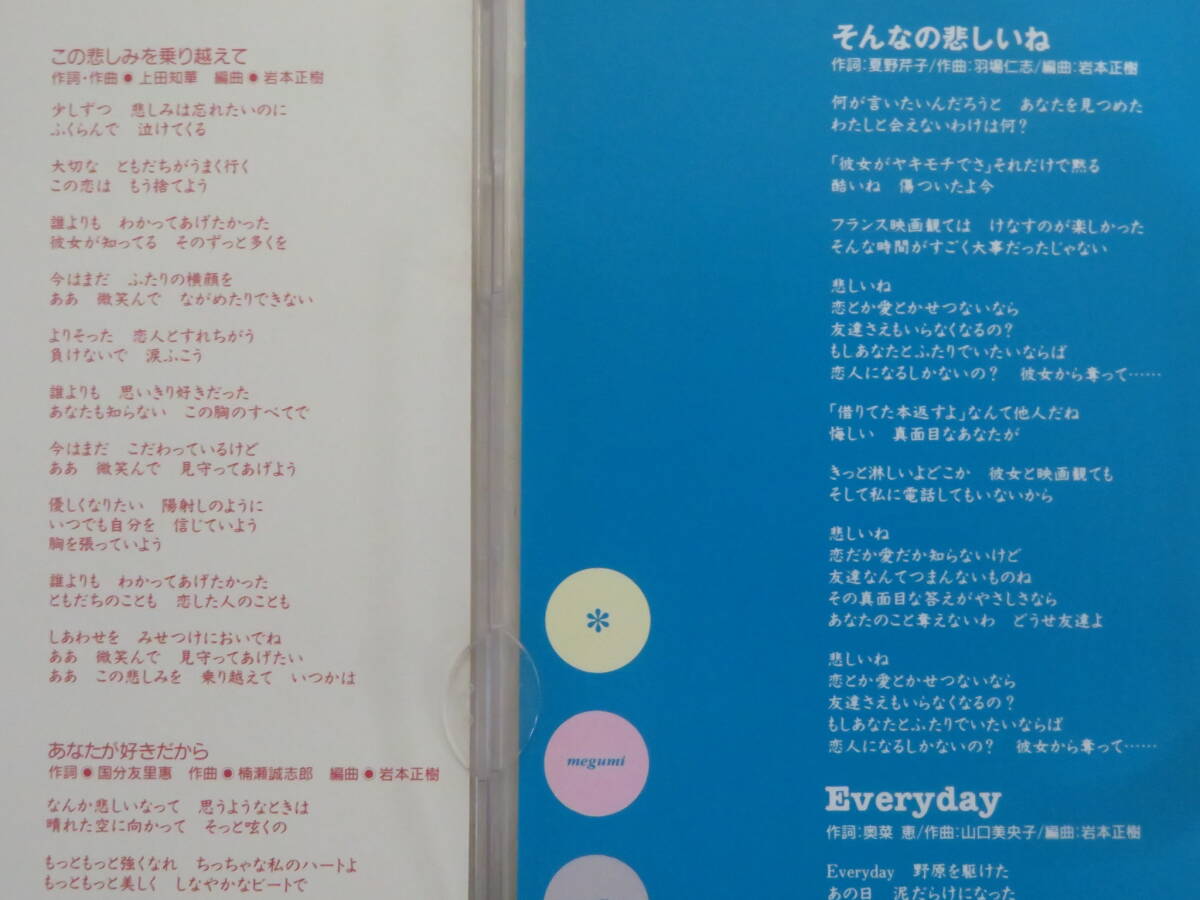 この悲しみを乗り越えて
作詞・作曲●上田知華　編曲●岩本正樹
少しずつ　悲しみは忘れたいのに
ふくらんで　泣けてくる
大切な　ともだちがうまく行く
この恋は　もう捨てよう
誰よりも　わかってあげたかった
彼女が知ってる　そのずっと多くを
今はまだ　ふたりの横顔を
ああ　微笑んで　ながめたりできない
よりそった　恋人とすれちがう
負けないで　涙ふこう
誰よりも　思いきり好きだった
あなたも知らない　この胸のすべてで
今はまだ　こだわっているけど
ああ　微笑んで　見守ってあげよう
優しくなりたい　陽射しのように
いつでも自分を　信じていよう
胸を張っていよう
誰よりも　わかってあげたかった
ともだちのことも　恋した人のことも
しあわせを　みせつけにおいでね
ああ　微笑んで　見守ってあげたい
ああ　この悲しみを　乗り越えて　いつかは
あなたが好きだから
作詞●国分友里恵　作曲●楠瀬誠志郎　編曲●岩本正樹
なんか悲しいなって　思うようなときは
晴れた空に向かって　そっと呟くの
もっともっと強くなれ　ちっちゃな私のハートよ
もっともっと美しく　しなやかなビートで
そんなの悲しいね
作詞:夏野芹子/作曲:羽場仁志/編曲:岩本正樹
何が言いたいんだろうと　あなたを見つめた
わたしと会えないわけは何?
「彼女がヤキモチでさ」それだけで黙る
酷いね　傷ついたよ今
フランス映画観ては　けなすのが楽しかった
そんな時間がすごく大事だったじゃない
悲しいね
恋とか愛とかせつないなら
友達さえもいらなくなるの?
もしあなたとふたりでいたいならば
恋人になるしかないの?　彼女から奪って……
「借りてた本返すよ」なんて他人だね
悔しい　真面目なあなたが
きっと淋しいよどこか　彼女と映画観ても
そして私に電話してもいないから
悲しいね
恋だか愛だか知らないけど
友達なんてつまんないものね
その真面目な答えがやさしさなら
あなたのこと奪えないわ　どうせ友達よ
悲しいね
恋とか愛とかせつないなら
友達さえもいらなくなるの?
もしあなたとふたりでいたいならば
恋人になるしかないの?　彼女から奪って……
*
megumi
Everyday
作詞:奥菜 恵/作曲:山口美央子/編曲:岩本正樹
Everyday　野原を駆けた
あの日　泥だらけになった